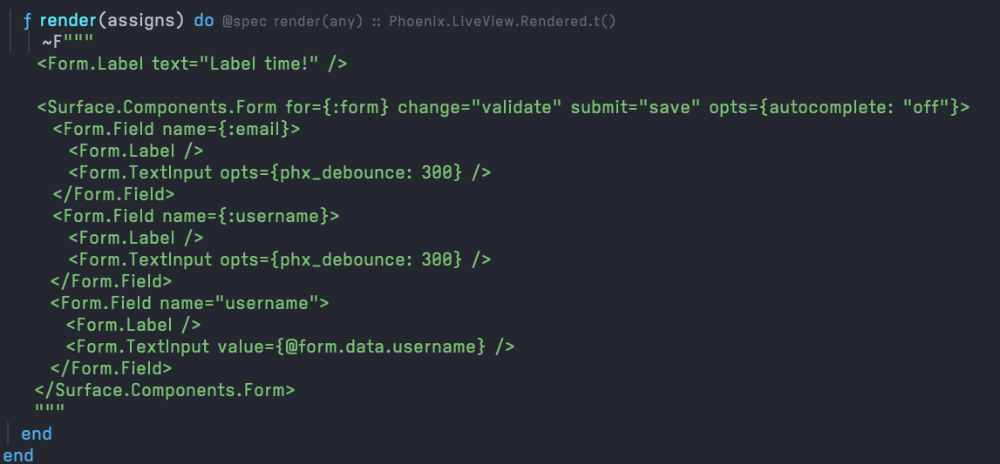 ƒ render(assigns) do @spec render(any) :: Phoenix.LiveView.Rendered.t()
~F"""
<Form.Label text="Label time!" />
<Surface.Components.Form for={:form} change="validate" submit="save" opts={autocomplete: "off"}>
<Form.Field name={:email}>
<Form.Label />
<Form.TextInput opts={phx_debounce: 300} />
</Form.Field>
<Form.Field name={:username}>
<Form.Label />
<Form.TextInput opts={phx_debounce: 300} />
</Form.Field>
<Form.Field name="username">
<Form.Label />
<Form.TextInput value={@form.data.username} />
</Form.Field>
</Surface.Components.Form>
"""
end
end